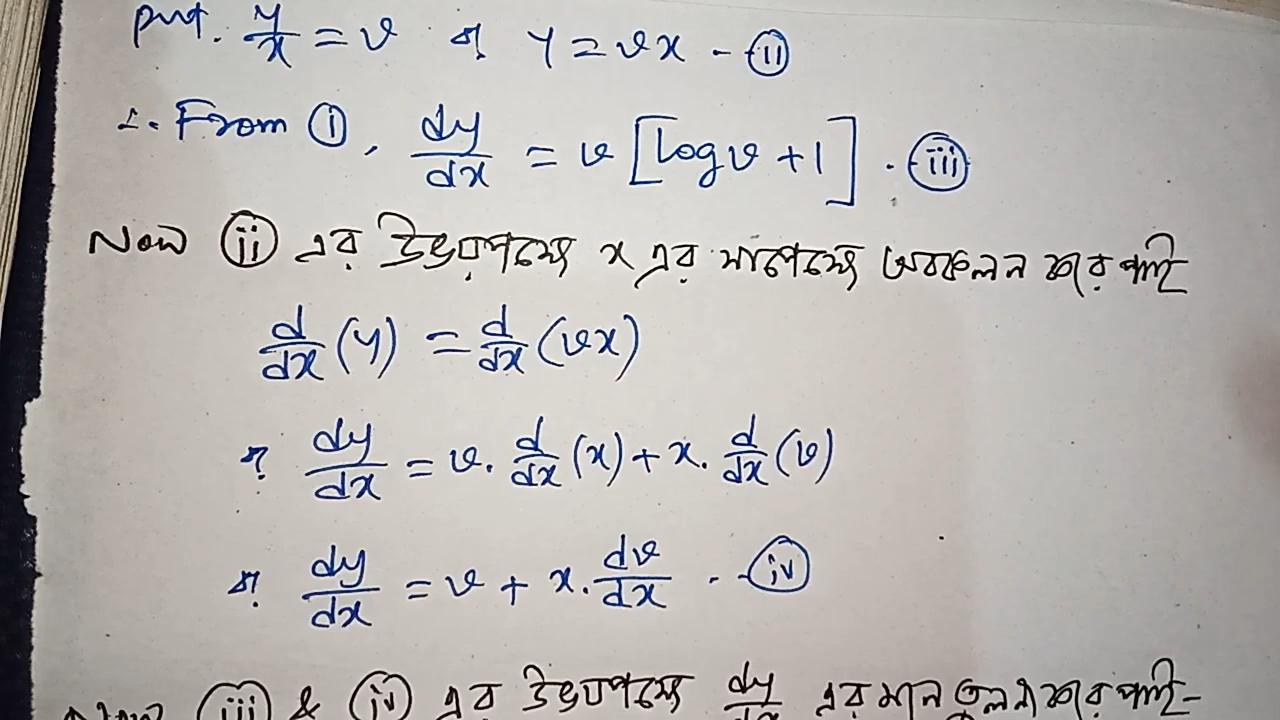 put. y/x = v বা y = vx - (ii)
∴ From (i), dy/dx = v [log v + 1] . (iii)
Now (ii) এর উভয়পক্ষে x এর সাপেক্ষে অবকলন করে পাই
d/dx (y) = d/dx (vx)
বা dy/dx = v. d/dx (x) + x. d/dx (v)
বা dy/dx = v + x. dv/dx . - (iv)
Now (iii) & (iv) এর উভয়পক্ষে dy/dx এর মান তুলনা করে পাই-